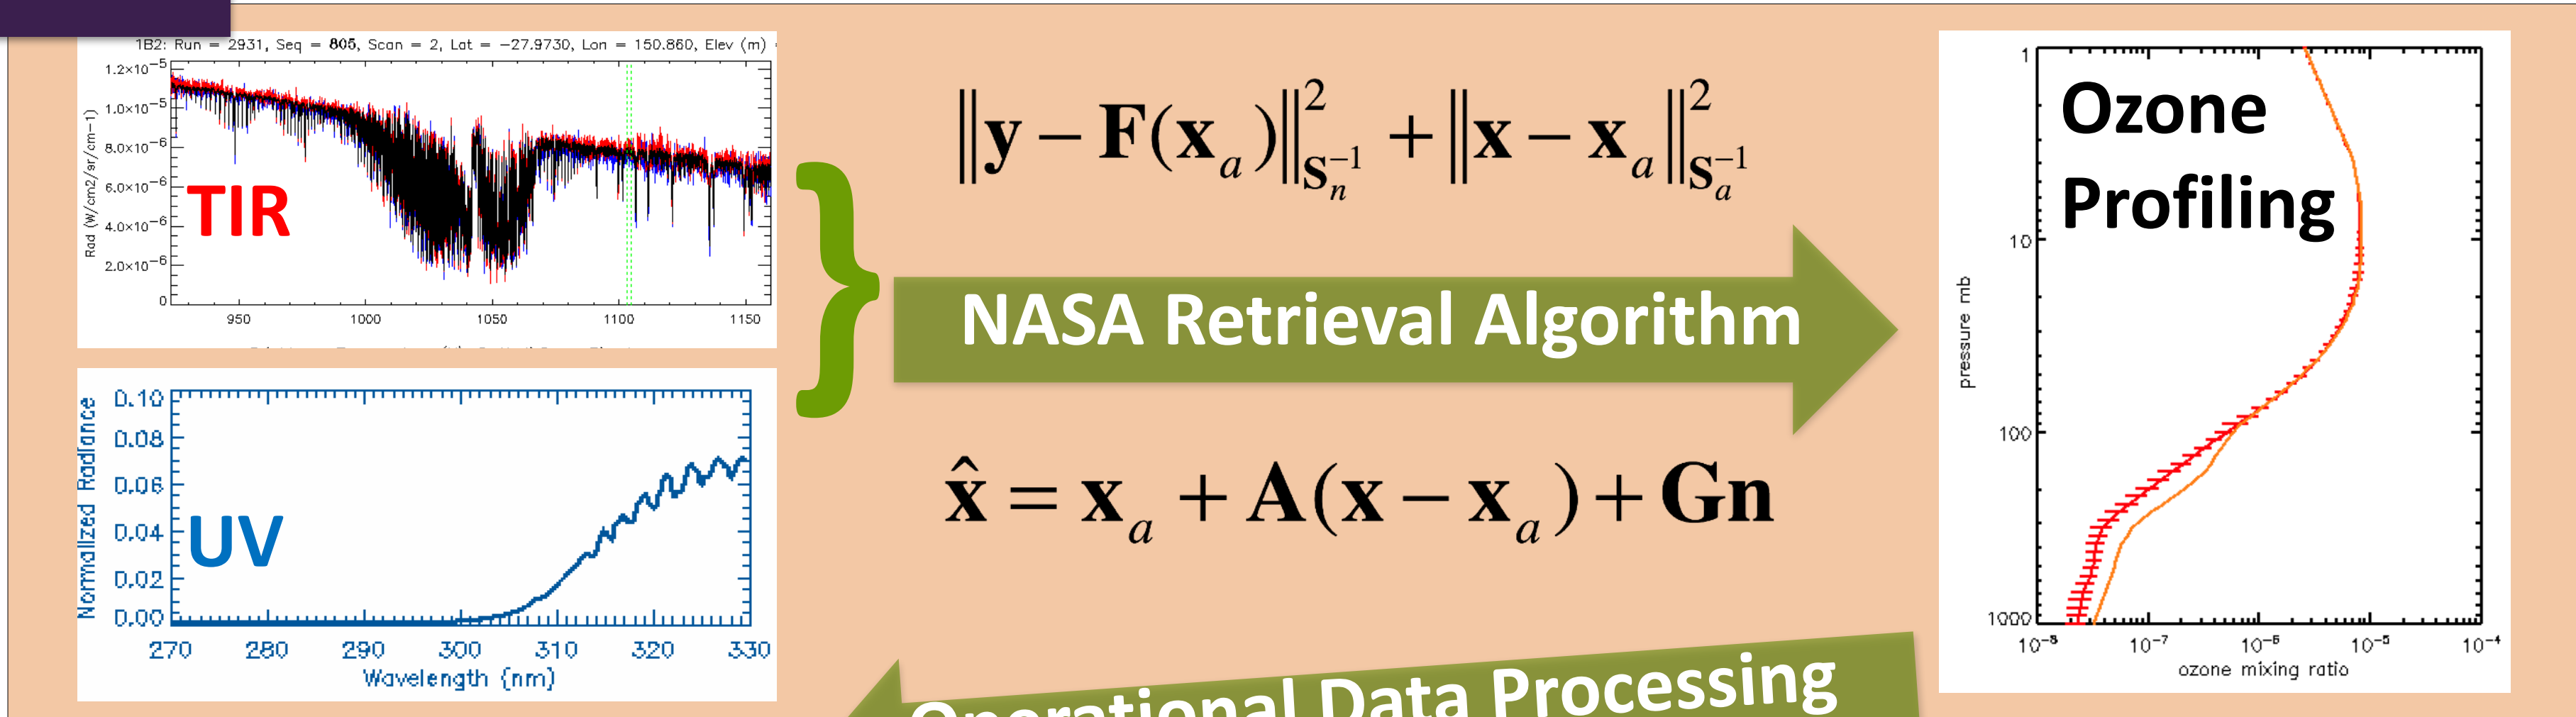 1B2: Run = 2931, Seq = 805, Scan = 2, Lat = −27.9730, Lon = 150.860, Elev (m)
Rad (W/cm2/sr/cm−1)
1.2×10⁻⁵
1.0×10⁻⁵
8.0×10⁻⁶
6.0×10⁻⁶
4.0×10⁻⁶
2.0×10⁻⁶
0
TIR
950 1000 1050 1100 1150
Normalized Radiance
0.10
0.08
0.06
0.04
0.02
0.00
UV
270 280 290 300 310 320 330
Wavelength (nm)
}
‖y − F(xₐ)‖²_{Sₙ⁻¹} + ‖x − xₐ‖²_{Sₐ⁻¹}
NASA Retrieval Algorithm
x̂ = xₐ + A(x − xₐ) + Gn
Operational Data Processing
Ozone
Profiling
pressure mb
1
10
100
1000
10⁻⁸ 10⁻⁷ 10⁻⁶ 10⁻⁵ 10⁻⁴
ozone mixing ratio